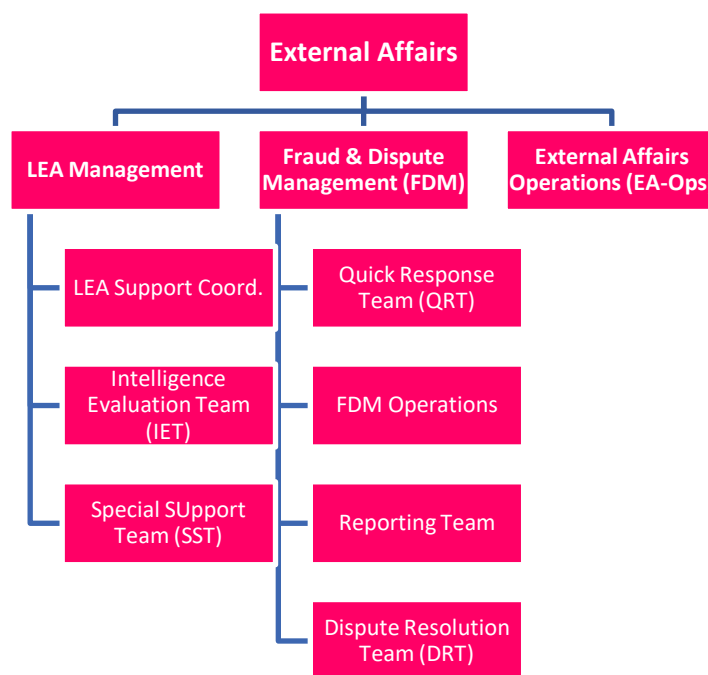 External Affairs
LEA Management
Fraud & Dispute
Management (FDM)
External Affairs
Operations (EA-Ops
LEA Support Coord.
Intelligence
Evaluation Team
(IET)
Special SUpport
Team (SST)
Quick Response
Team (QRT)
FDM Operations
Reporting Team
Dispute Resolution
Team (DRT)